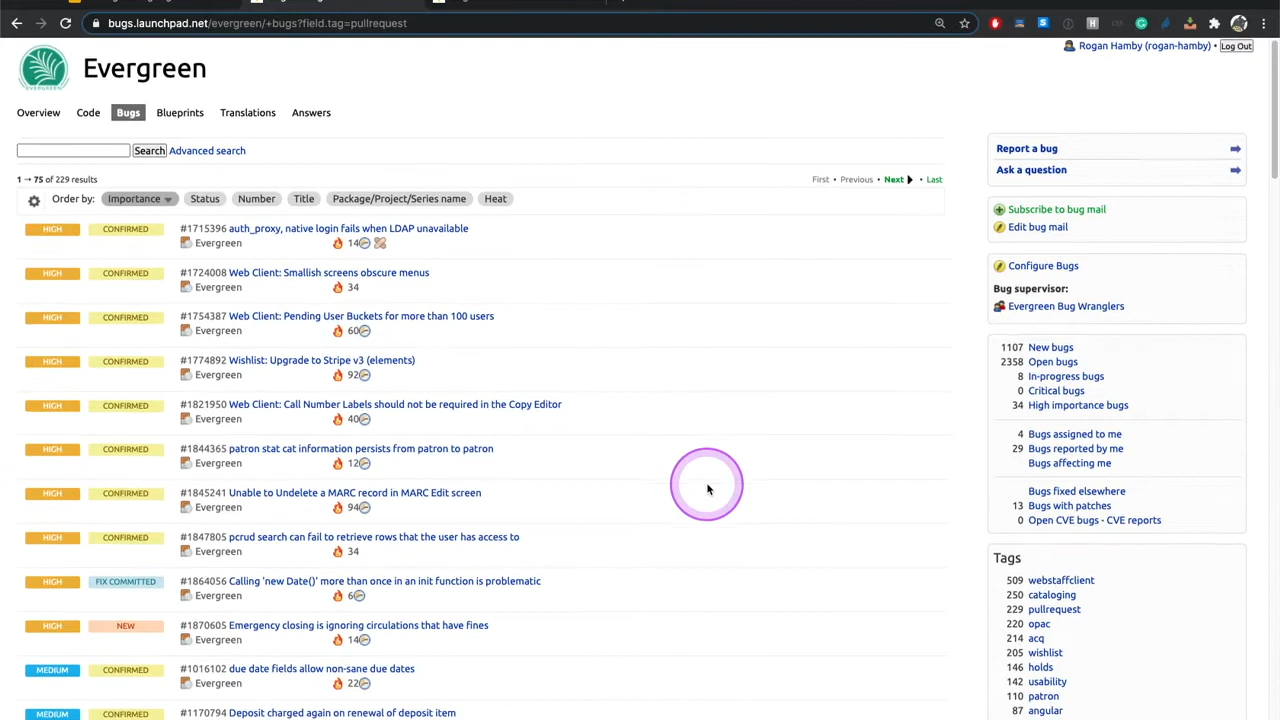 bugs.launchpad.net/evergreen/+bugs?field.tag=pullrequest
Rogan Hamby (rogan-hamby) • Log Out
Evergreen
Overview Code Bugs Blueprints Translations Answers
Search Advanced search
1 → 75 of 229 results
First • Previous • Next • Last
Order by: Importance Status Number Title Package/Project/Series name Heat
HIGH CONFIRMED #1715396 auth_proxy, native login fails when LDAP unavailable
Evergreen 14
HIGH CONFIRMED #1724008 Web Client: Smallish screens obscure menus
Evergreen 34
HIGH CONFIRMED #1754387 Web Client: Pending User Buckets for more than 100 users
Evergreen 60
HIGH CONFIRMED #1774892 Wishlist: Upgrade to Stripe v3 (elements)
Evergreen 92
HIGH CONFIRMED #1821950 Web Client: Call Number Labels should not be required in the Copy Editor
Evergreen 40
HIGH CONFIRMED #1844365 patron stat cat information persists from patron to patron
Evergreen 12
HIGH CONFIRMED #1845241 Unable to Undelete a MARC record in MARC Edit screen
Evergreen 94
HIGH CONFIRMED #1847805 pcrud search can fail to retrieve rows that the user has access to
Evergreen 34
HIGH FIX COMMITTED #1864056 Calling 'new Date()' more than once in an init function is problematic
Evergreen 6
HIGH NEW #1870605 Emergency closing is ignoring circulations that have fines
Evergreen 14
MEDIUM CONFIRMED #1016102 due date fields allow non-sane due dates
Evergreen 22
MEDIUM CONFIRMED #1170794 Deposit charged again on renewal of deposit item
Report a bug
Ask a question
Subscribe to bug mail
Edit bug mail
Configure Bugs
Bug supervisor:
Evergreen Bug Wranglers
1107 New bugs
2358 Open bugs
8 In-progress bugs
0 Critical bugs
34 High importance bugs
4 Bugs assigned to me
29 Bugs reported by me
Bugs affecting me
Bugs fixed elsewhere
13 Bugs with patches
0 Open CVE bugs - CVE reports
Tags
509 webstaffclient
250 cataloging
229 pullrequest
220 opac
214 acq
205 wishlist
146 holds
142 usability
110 patron
87 angular